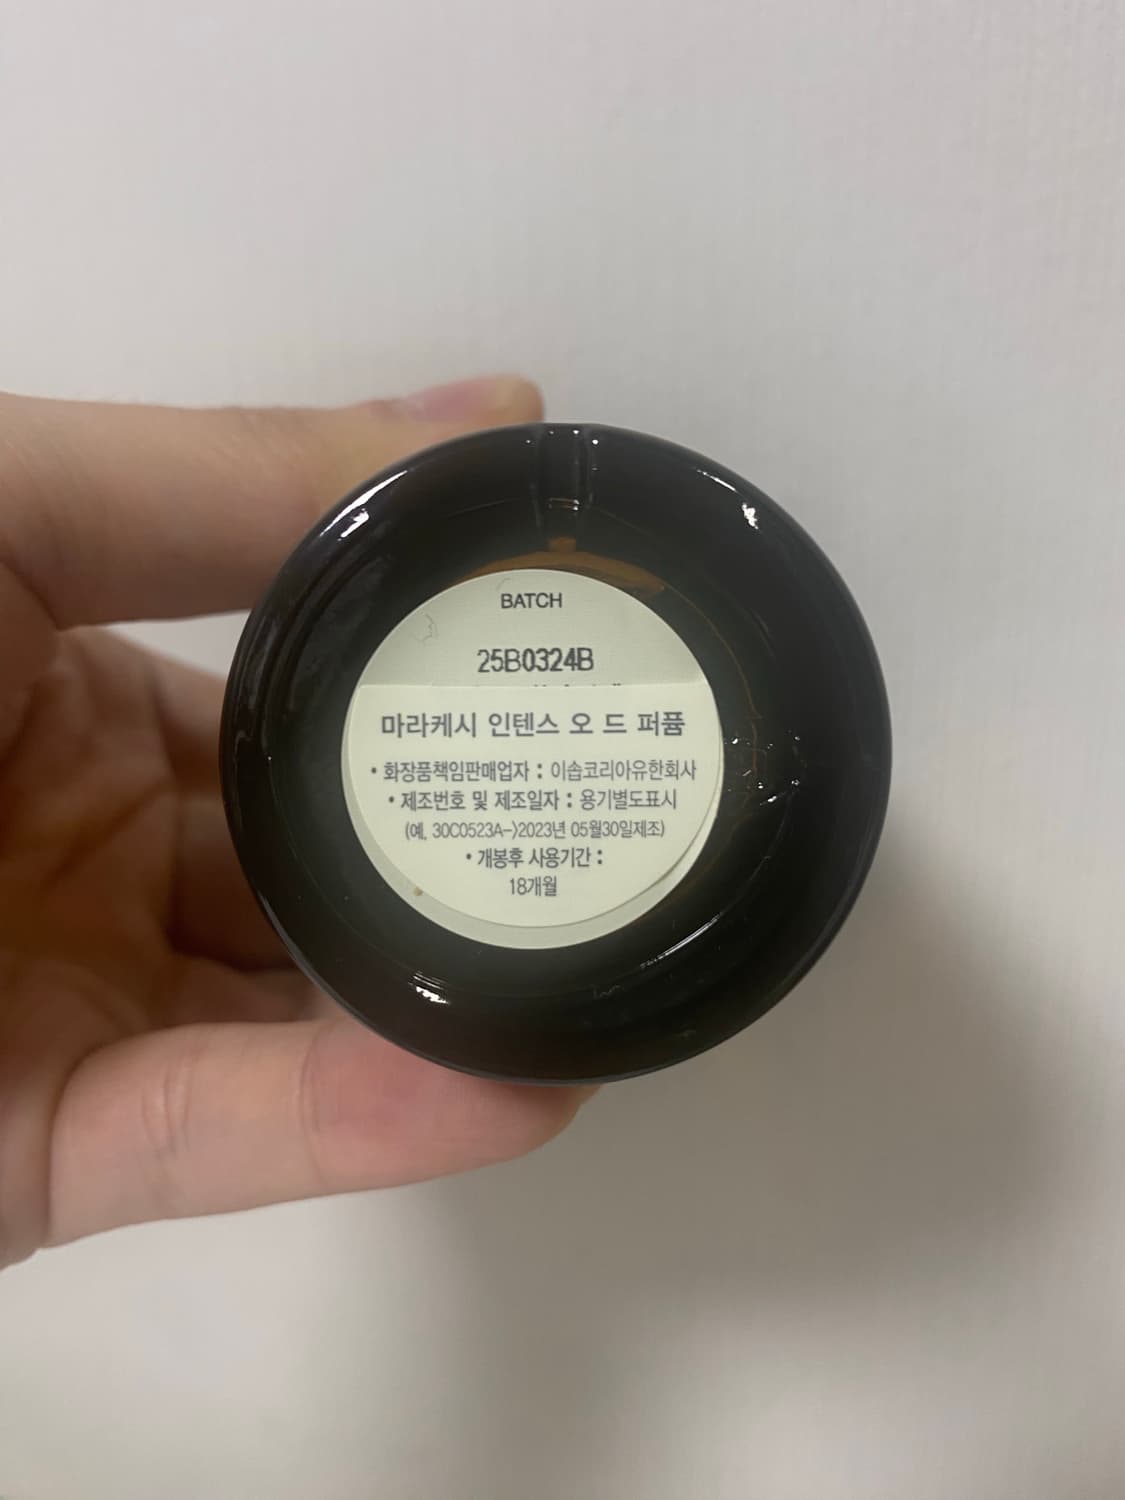 BATCH
25B0324B
마라케시 인텐스 오 드 퍼퓸
• 화장품책임판매업자 : 이솝코리아유한회사
• 제조번호 및 제조일자 : 용기별도표시
(예, 30C0523A->2023년 05월30일제조)
• 개봉후 사용기간 :
18개월